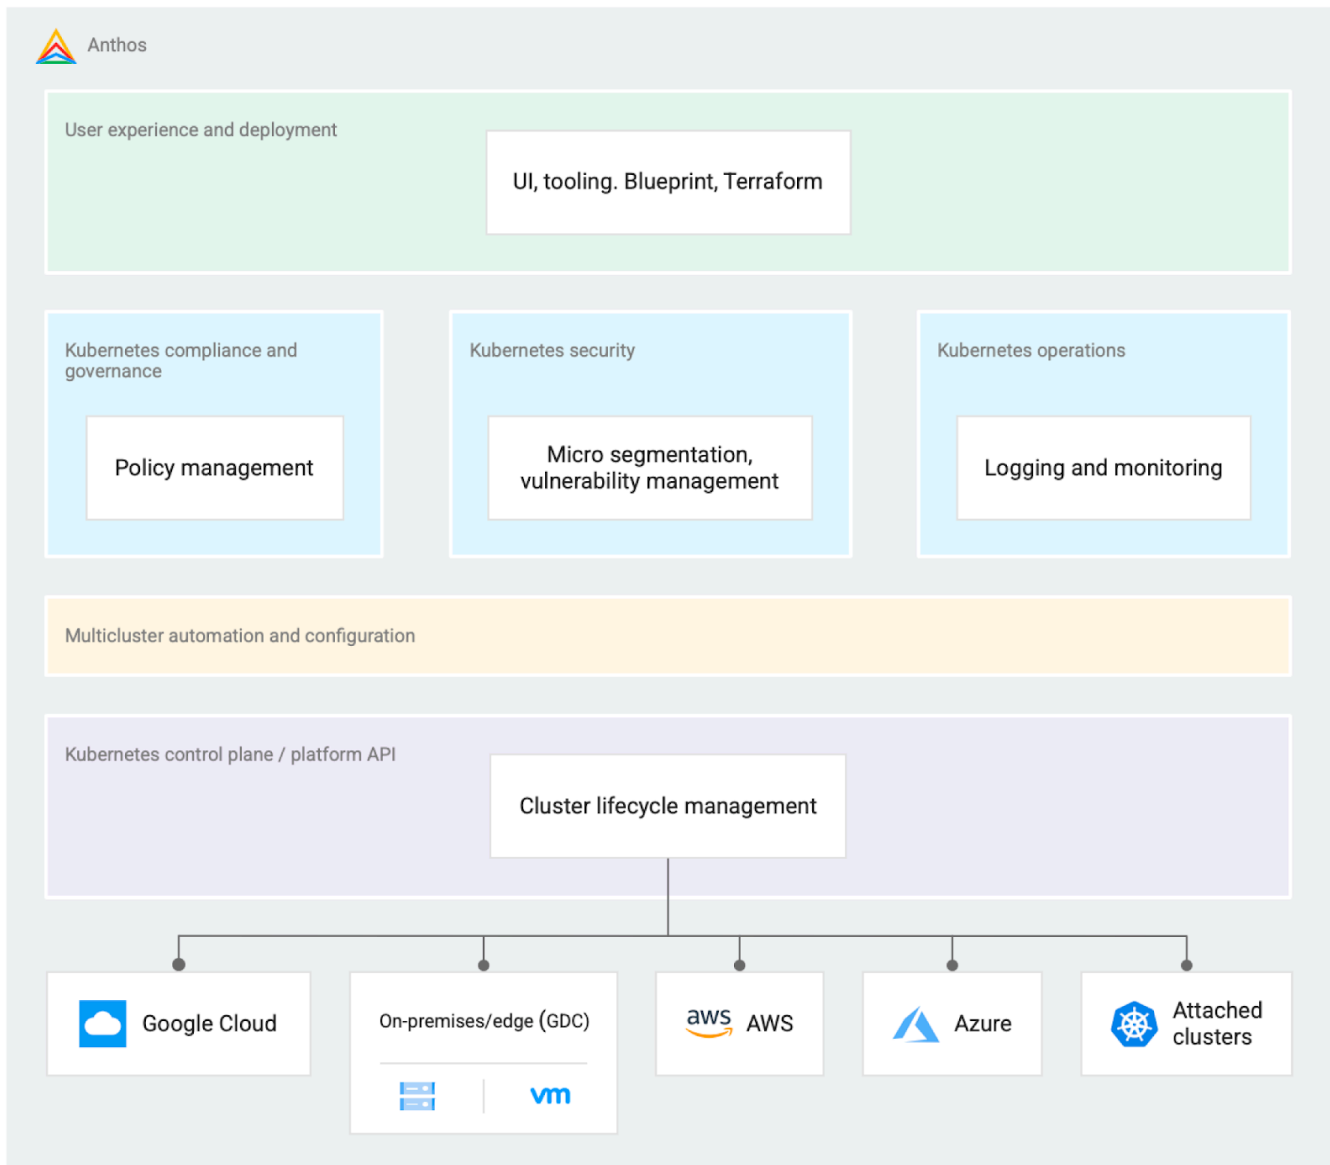 Anthos
User experience and deployment
UI, tooling. Blueprint, Terraform
Kubernetes compliance and
governance
Policy management
Kubernetes security
Micro segmentation,
vulnerability management
Kubernetes operations
Logging and monitoring
Multicluster automation and configuration
Kubernetes control plane / platform API
Cluster lifecycle management
Google Cloud
On-premises/edge (GDC)
vm
aws AWS
Azure
Attached
clusters